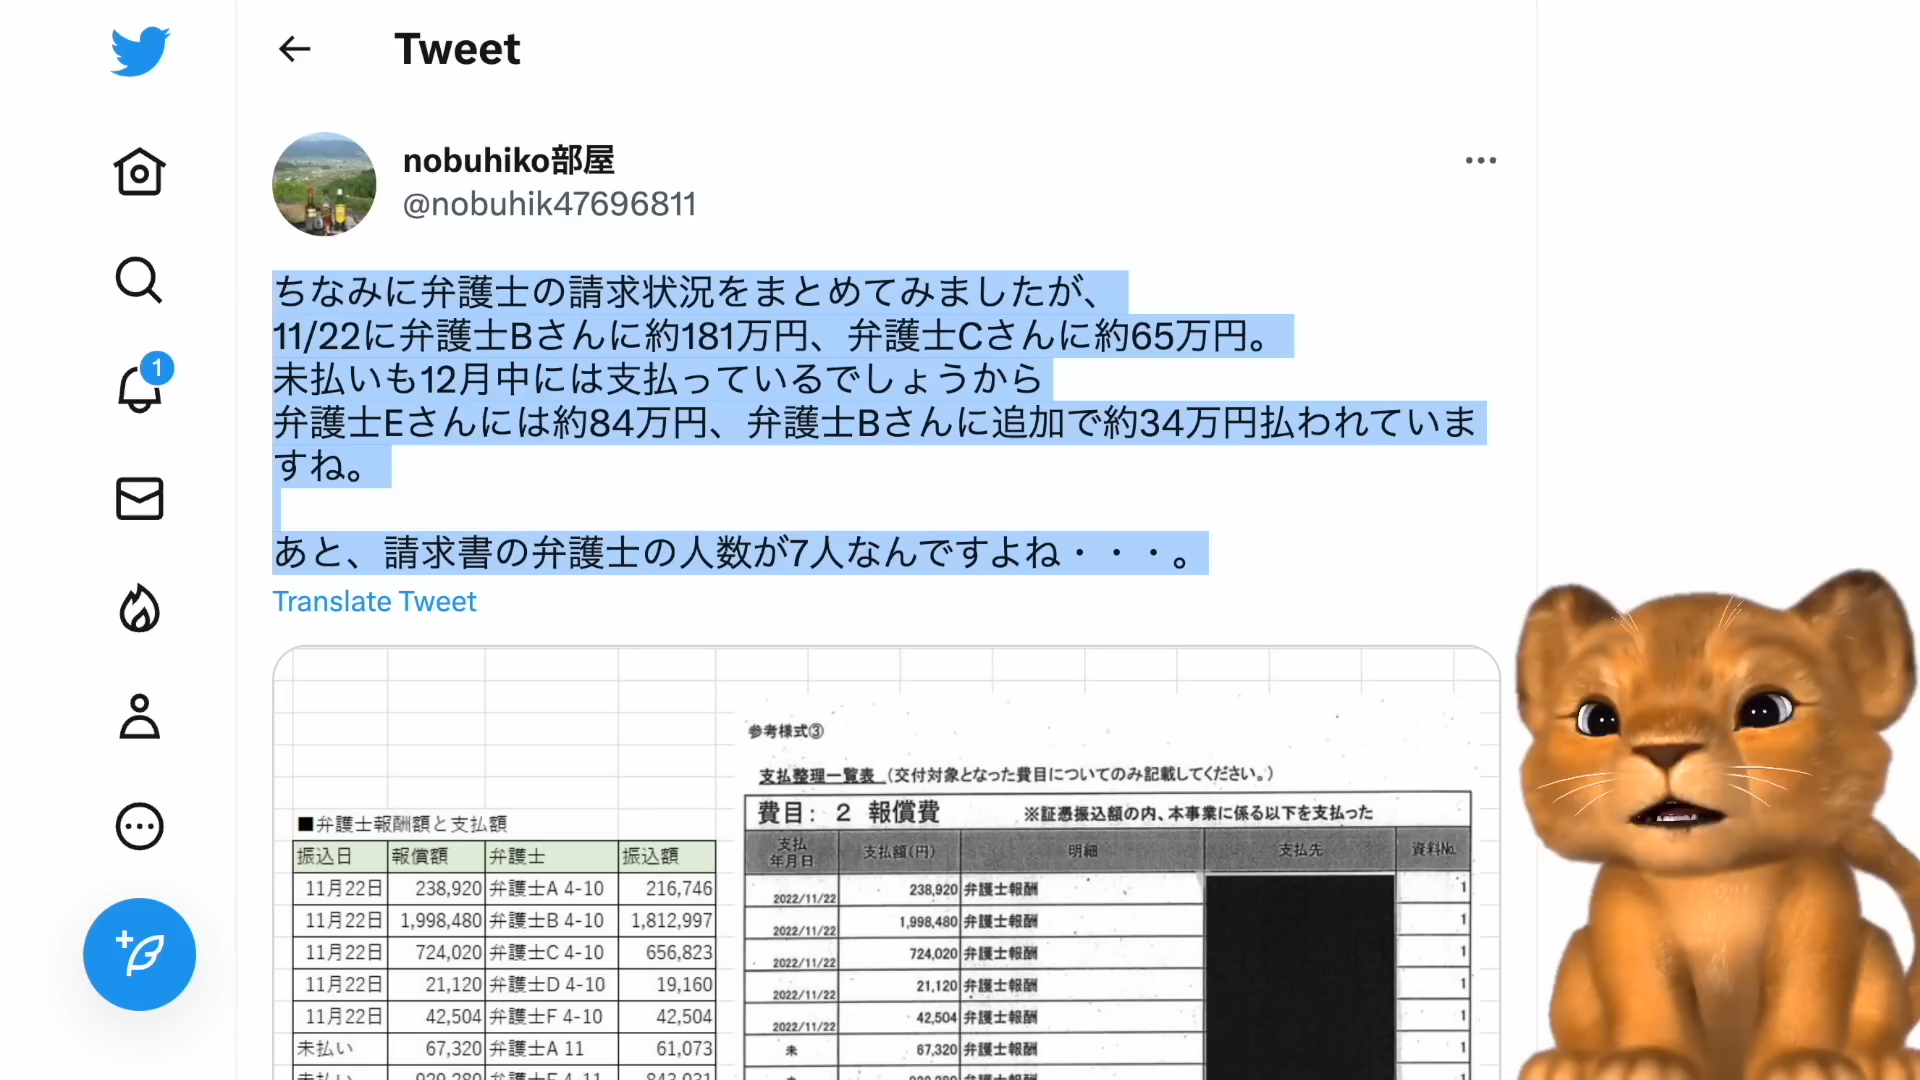 Tweet
nobuhiko部屋
@nobuhik47696811
1
ちなみに弁護士の請求状況をまとめてみましたが、
11/22に弁護士Bさんに約181万円、弁護士Cさんに約65万円。
未払いも12月中には支払っているでしょうから
弁護士Eさんには約84万円、弁護士Bさんに追加で約34万円払われていま
すね。
あと、請求書の弁護士の人数が7人なんですよね・・・。
Translate Tweet
■弁護士報酬額と支払額
振込日 報償額 弁護士 振込額
11月22日 238,920 弁護士A 4-10 216,746
11月22日 1,998,480 弁護士B 4-10 1,812,997
11月22日 724,020 弁護士C 4-10 656,823
11月22日 21,120 弁護士D 4-10 19,160
11月22日 42,504 弁護士F 4-10 42,504
未払い 67,320 弁護士A 11 61,073
参考様式③
支払整理一覧表 (交付対象となった費目についてのみ記載してください。)
費目: 2 報償費 ※証憑振込額の内、本事業に係る以下を支払った
支払年月日 支払額(円) 明細 支払先 資料No.
2022/11/22 238,920 弁護士報酬 1
2022/11/22 1,998,480 弁護士報酬 1
2022/11/22 724,020 弁護士報酬 1
2022/11/22 21,120 弁護士報酬 1
2022/11/22 42,504 弁護士報酬 1
未 67,320 弁護士報酬 1